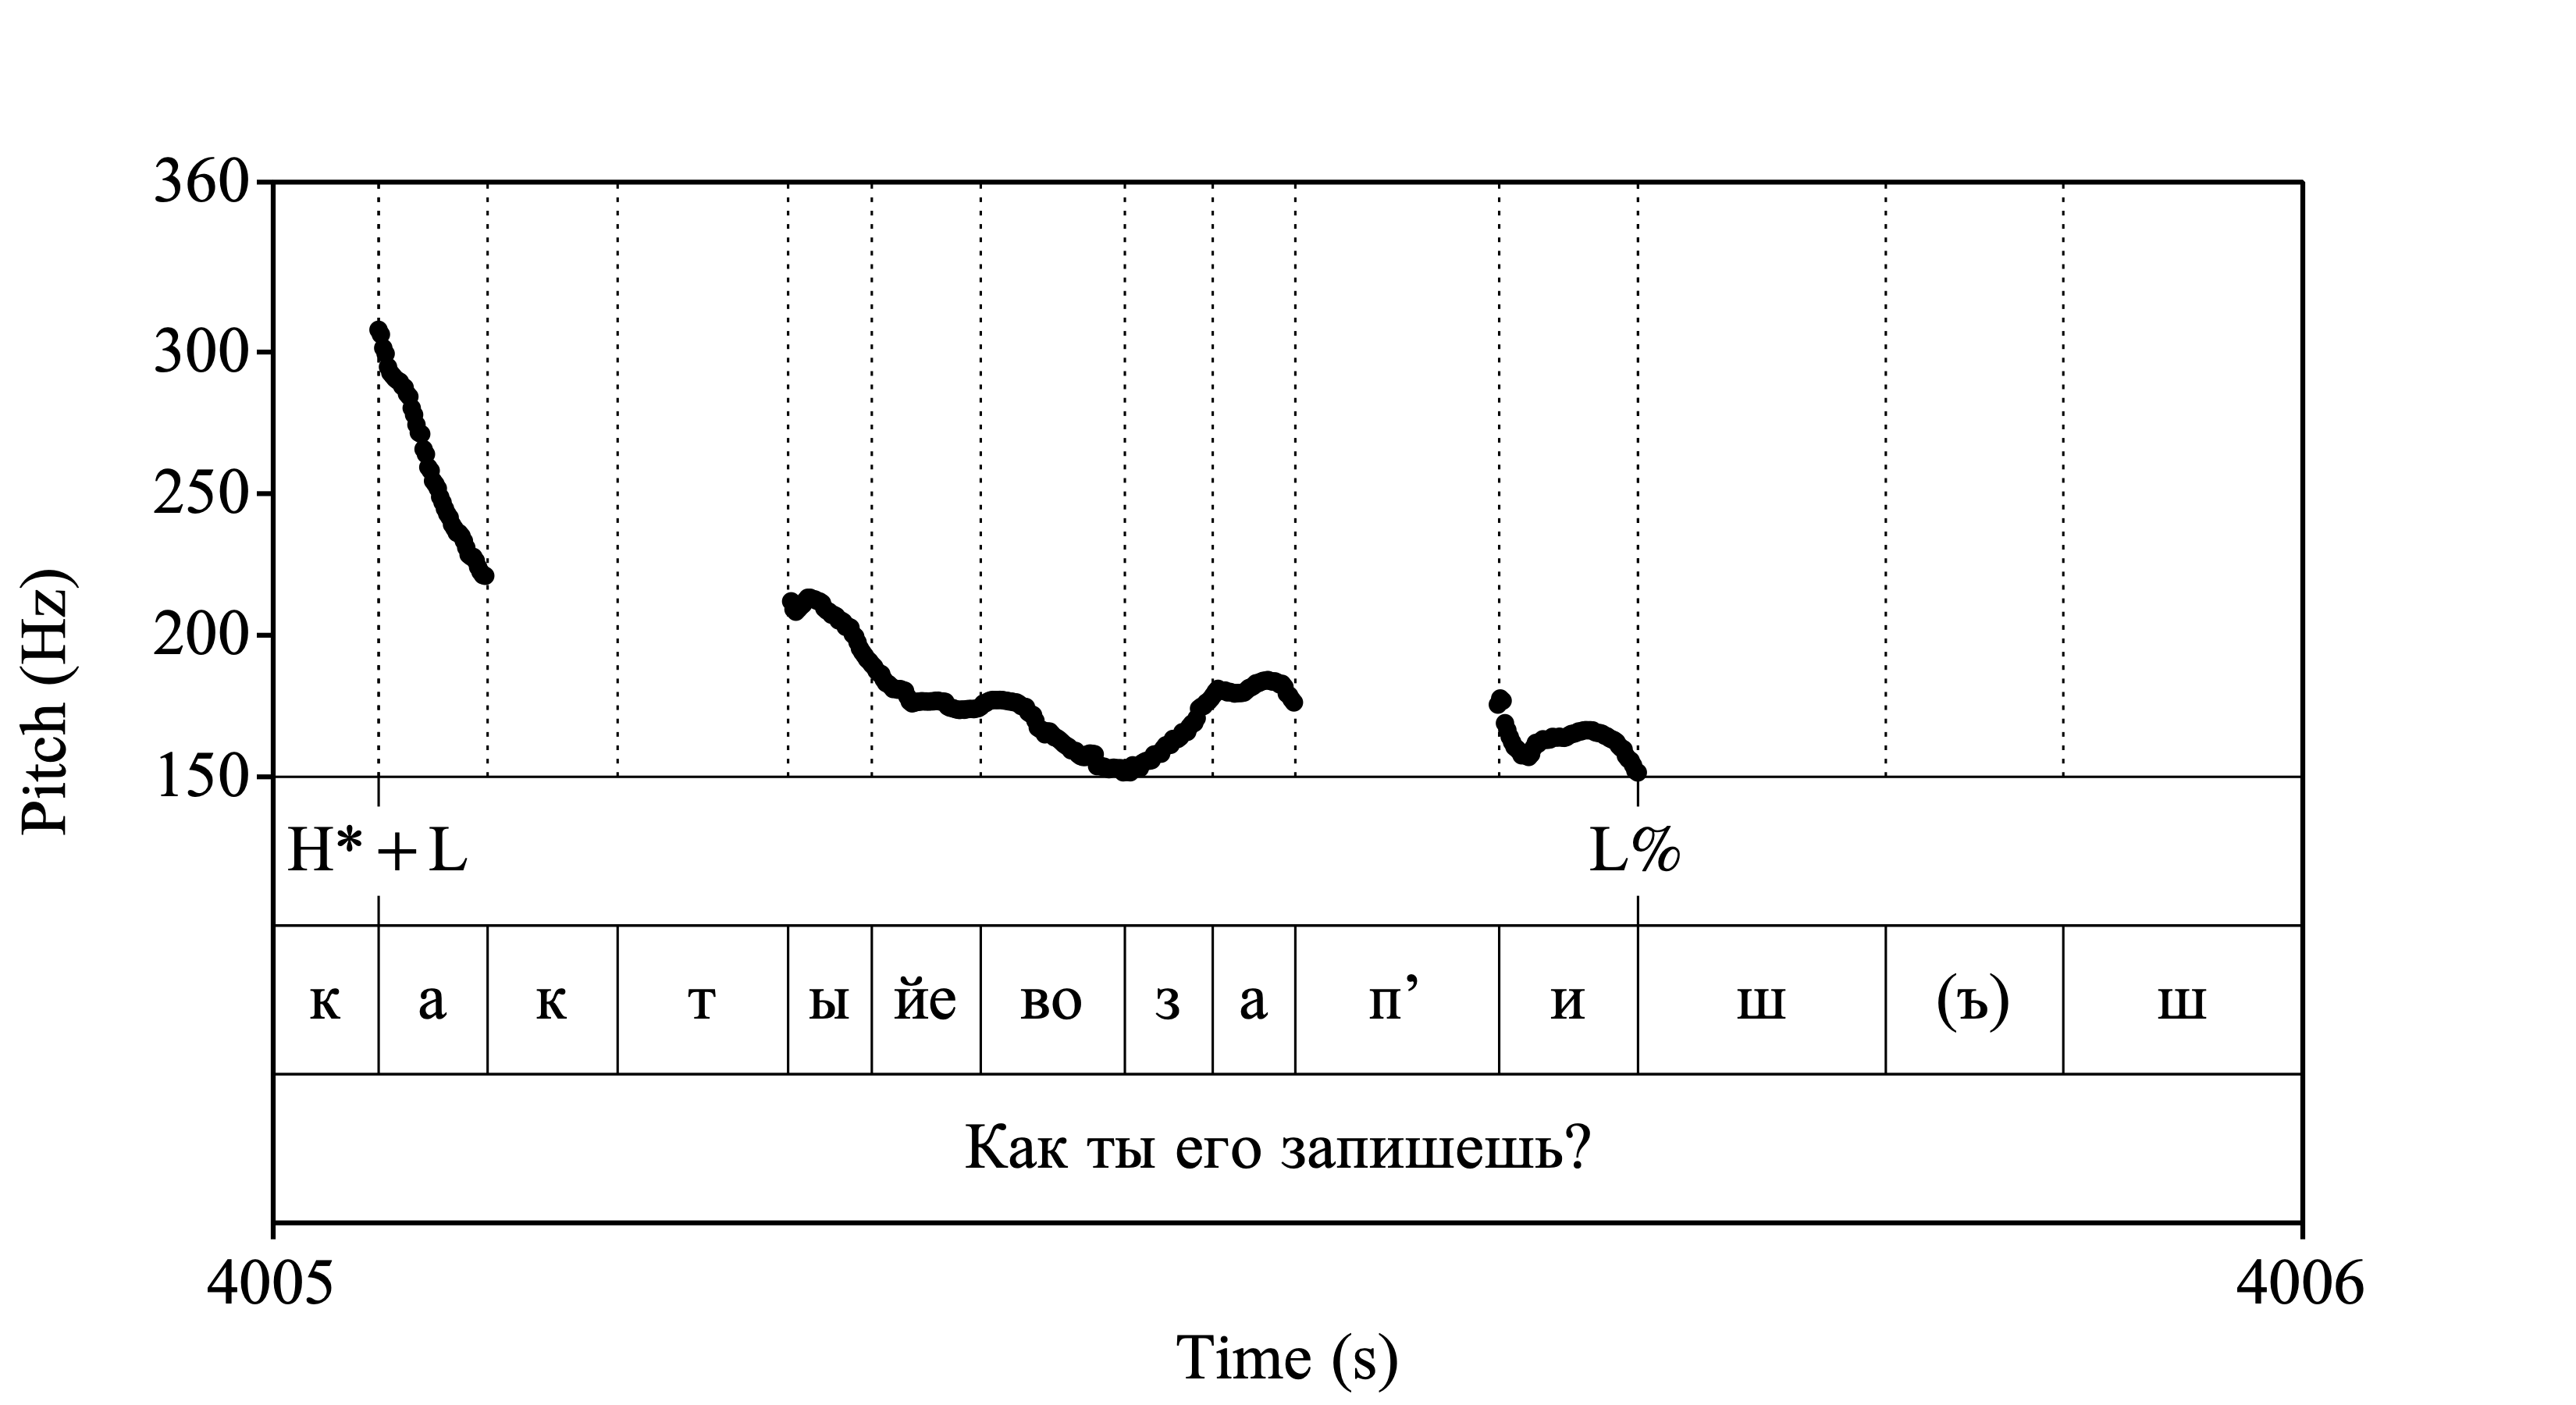 360
300
250
200
150
Pitch (Hz)
H* + L L%
к а к т ы йе во з а п’ и ш (ъ) ш
Как ты его запишешь?
4005 4006
Time (s)